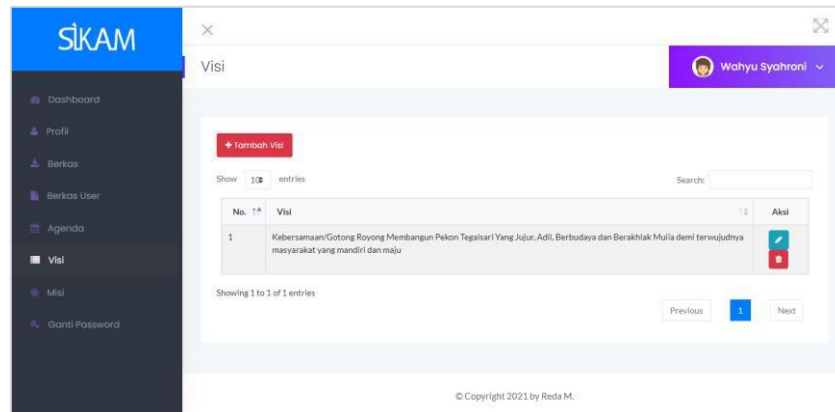 SIKAM
Visi
Wahyu Syahroni
Dashboard
Profil
Berkas
Berkas User
Agenda
Visi
Misi
Ganti Password
+ Tambah Visi
Show 10 entries
Search:
No. Visi Aksi
1 Kebersamaan/Gotong Royong Membangun Pekon Tegalsari Yang Jujur, Adil, Berbudaya dan Berakhlak Mulia demi terwujudnya
masyarakat yang mandiri dan maju
Showing 1 to 1 of 1 entries
Previous 1 Next
© Copyright 2021 by Reda M.